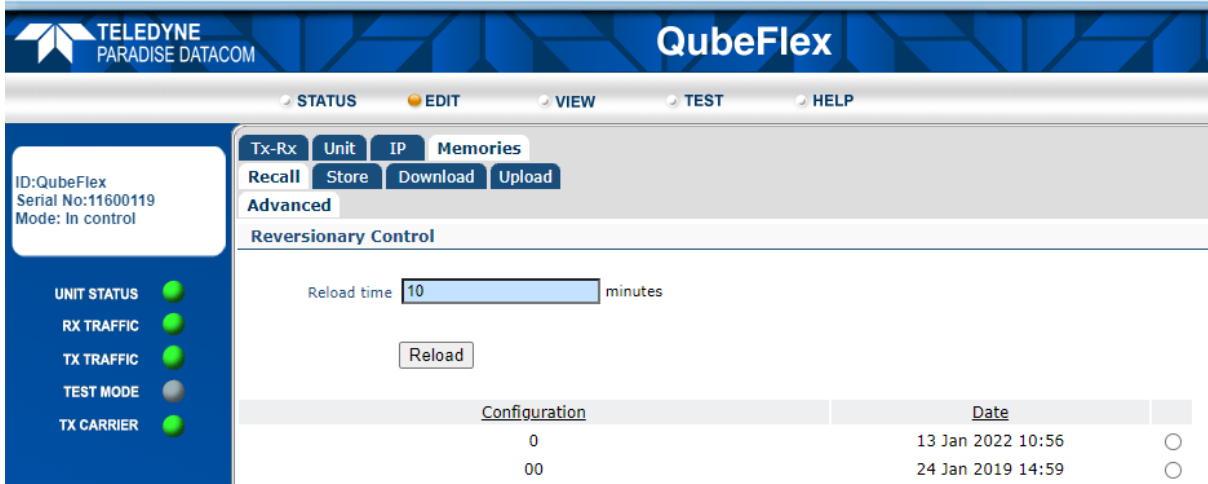 TELEDYNE
PARADISE DATACOM
QubeFlex
STATUS EDIT VIEW TEST HELP
ID:QubeFlex
Serial No:11600119
Mode: In control
UNIT STATUS
RX TRAFFIC
TX TRAFFIC
TEST MODE
TX CARRIER
Tx-Rx Unit IP Memories
Recall Store Download Upload
Advanced
Reversionary Control
Reload time 10 minutes
Reload
Configuration Date
0 13 Jan 2022 10:56
00 24 Jan 2019 14:59